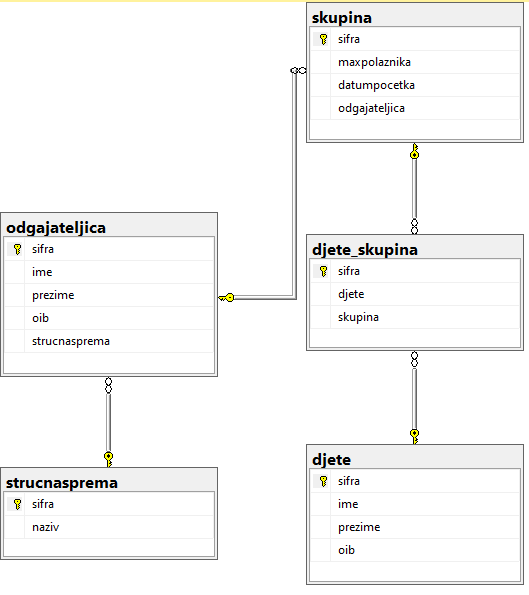 skupina
sifra
maxpolaznika
datumpocetka
odgajateljica
odgajateljica
sifra
ime
prezime
oib
strucnasprema
djete_skupina
sifra
djete
skupina
strucnasprema
sifra
naziv
djete
sifra
ime
prezime
oib